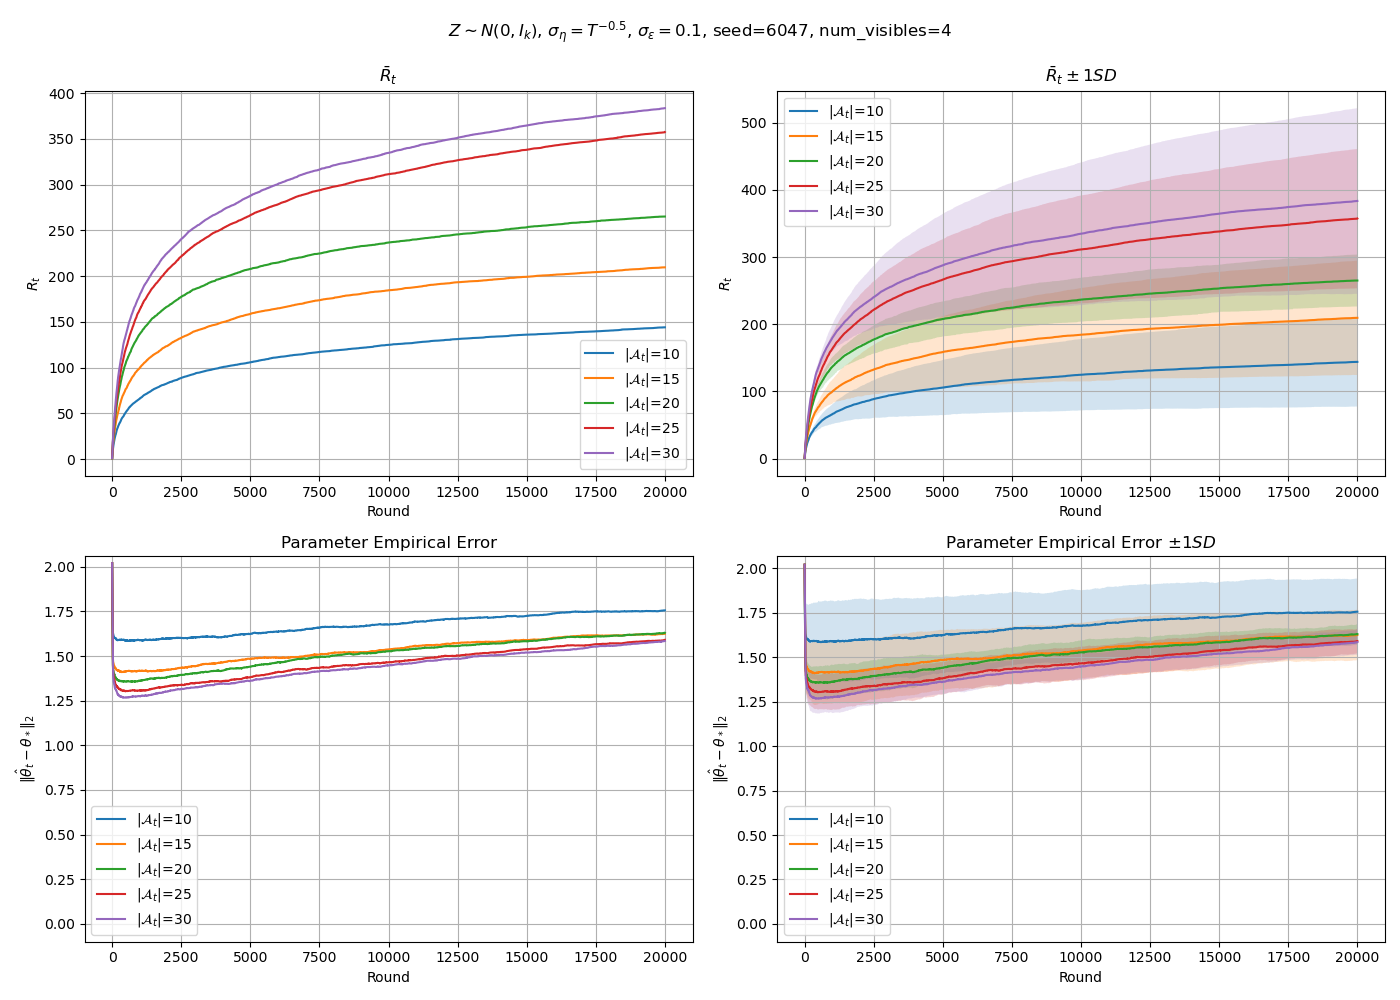 Z ∼ N(0, I_k), σ_η = T^{−0.5}, σ_ε = 0.1, seed=6047, num_visibles=4
R̄_t
R_t
400
350
300
250
200
150
100
50
0
|𝒜_t|=10
|𝒜_t|=15
|𝒜_t|=20
|𝒜_t|=25
|𝒜_t|=30
0 2500 5000 7500 10000 12500 15000 17500 20000
Round
R̄_t ± 1SD
R_t
500
400
300
200
100
0
|𝒜_t|=10
|𝒜_t|=15
|𝒜_t|=20
|𝒜_t|=25
|𝒜_t|=30
0 2500 5000 7500 10000 12500 15000 17500 20000
Round
Parameter Empirical Error
‖θ̂_t − θ_*‖_2
2.00
1.75
1.50
1.25
1.00
0.75
0.50
0.25
0.00
|𝒜_t|=10
|𝒜_t|=15
|𝒜_t|=20
|𝒜_t|=25
|𝒜_t|=30
0 2500 5000 7500 10000 12500 15000 17500 20000
Round
Parameter Empirical Error ±1SD
‖θ̂_t − θ_*‖_2
2.00
1.75
1.50
1.25
1.00
0.75
0.50
0.25
0.00
|𝒜_t|=10
|𝒜_t|=15
|𝒜_t|=20
|𝒜_t|=25
|𝒜_t|=30
0 2500 5000 7500 10000 12500 15000 17500 20000
Round